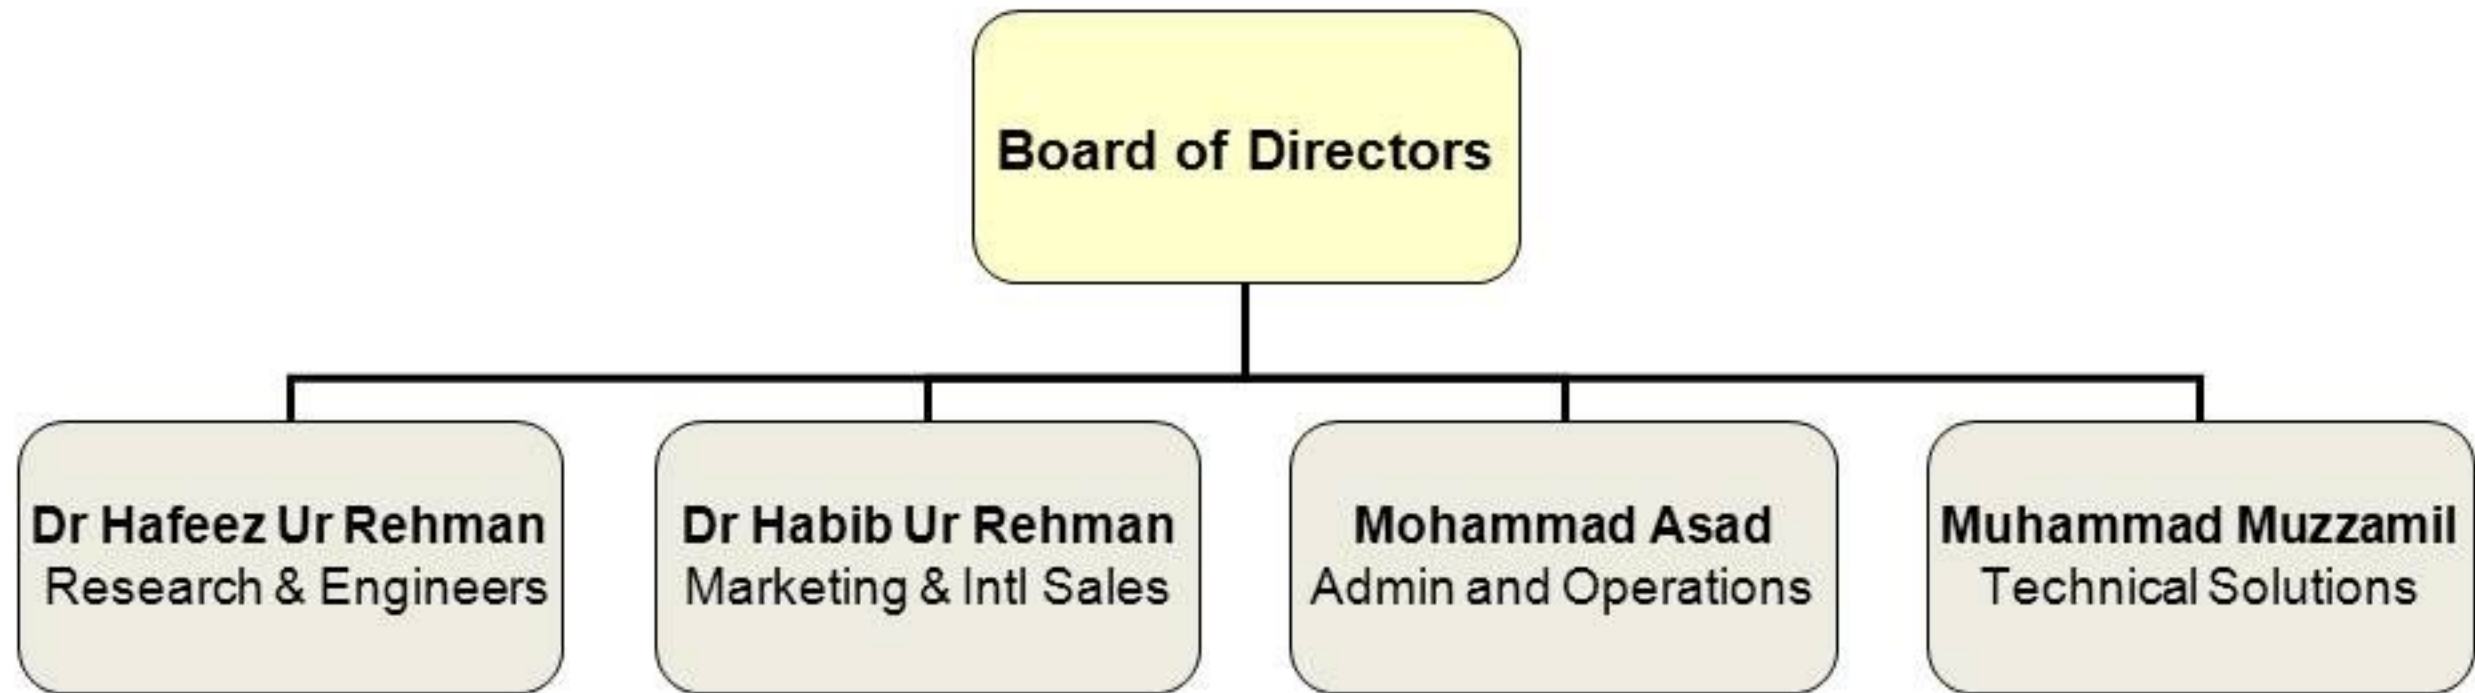 Board of Directors
Dr Hafeez Ur Rehman
Research & Engineers
Dr Habib Ur Rehman
Marketing & Intl Sales
Mohammad Asad
Admin and Operations
Muhammad Muzzamil
Technical Solutions